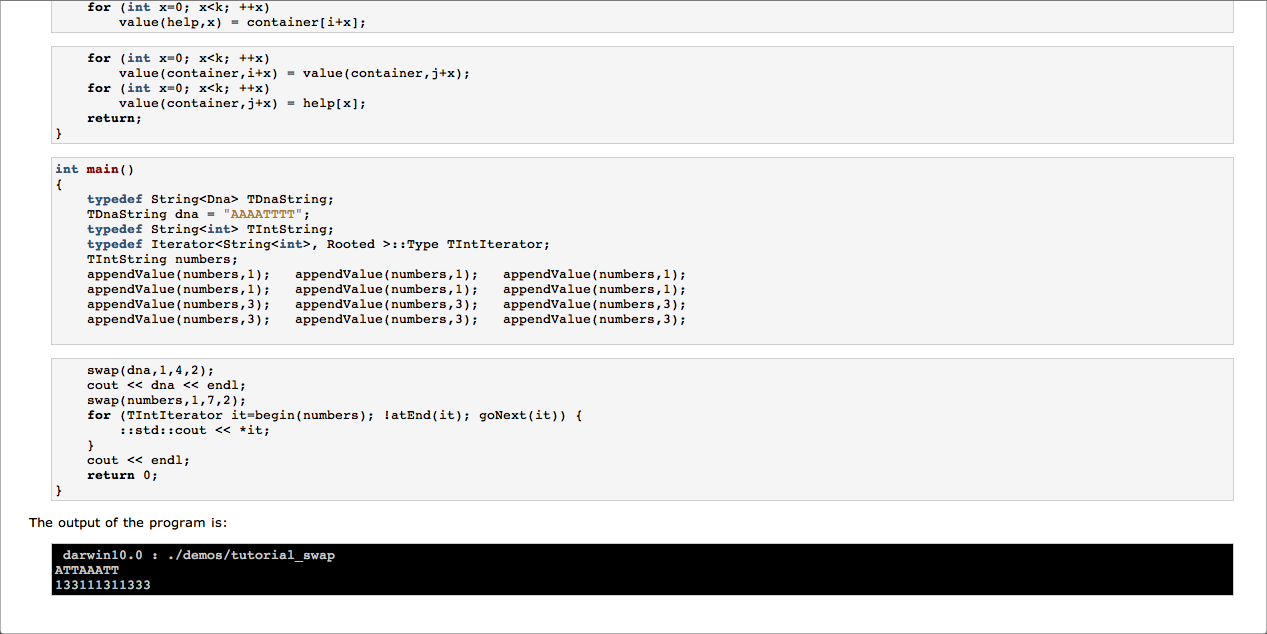 for (int x=0; x<k; ++x)
value(help,x) = container[i+x];
for (int x=0; x<k; ++x)
value(container,i+x) = value(container,j+x);
for (int x=0; x<k; ++x)
value(container,j+x) = help[x];
return;
}
int main()
{
typedef String<Dna> TDnaString;
TDnaString dna = "AAAATTTT";
typedef String<int> TIntString;
typedef Iterator<String<int>, Rooted >::Type TIntIterator;
TIntString numbers;
appendValue(numbers,1);   appendValue(numbers,1);   appendValue(numbers,1);
appendValue(numbers,1);   appendValue(numbers,1);   appendValue(numbers,1);
appendValue(numbers,3);   appendValue(numbers,3);   appendValue(numbers,3);
appendValue(numbers,3);   appendValue(numbers,3);   appendValue(numbers,3);
swap(dna,1,4,2);
cout << dna << endl;
swap(numbers,1,7,2);
for (TIntIterator it=begin(numbers); !atEnd(it); goNext(it)) {
::std::cout << *it;
}
cout << endl;
return 0;
}
The output of the program is:
darwin10.0 : ./demos/tutorial_swap
ATTAAATT
133111311333